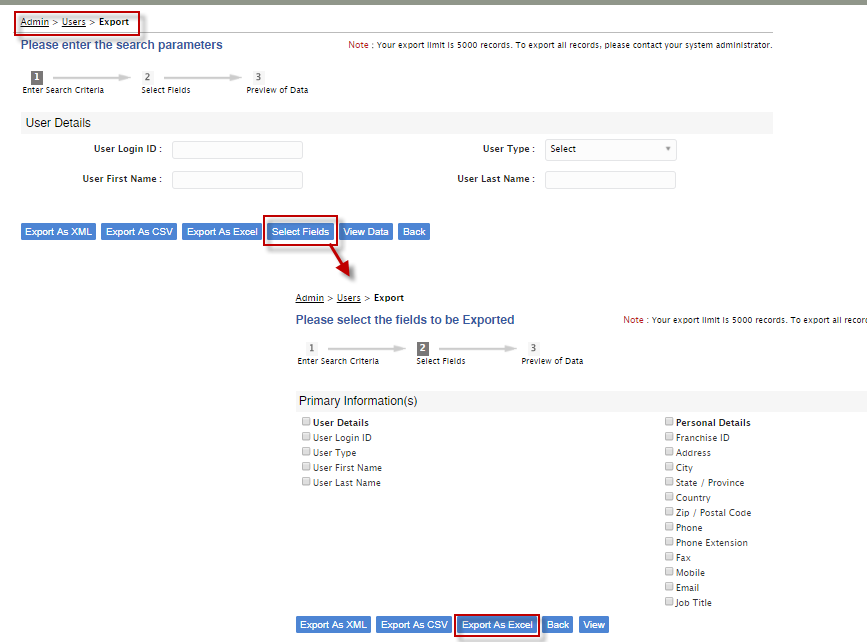 Admin > Users > Export
Please enter the search parameters
Note : Your export limit is 5000 records. To export all records, please contact your system administrator.
1 2 3
Enter Search Criteria Select Fields Preview of Data
User Details
User Login ID : User Type : Select
User First Name : User Last Name :
Export As XML Export As CSV Export As Excel Select Fields View Data Back
Admin > Users > Export
Please select the fields to be Exported
Note : Your export limit is 5000 records. To export all
1 2 3
Enter Search Criteria Select Fields Preview of Data
Primary Information(s)
User Details Personal Details
User Login ID Franchise ID
User Type Address
User First Name City
User Last Name State / Province
Country
Zip / Postal Code
Phone
Phone Extension
Fax
Mobile
Email
Job Title
Export As XML Export As CSV Export As Excel Back View